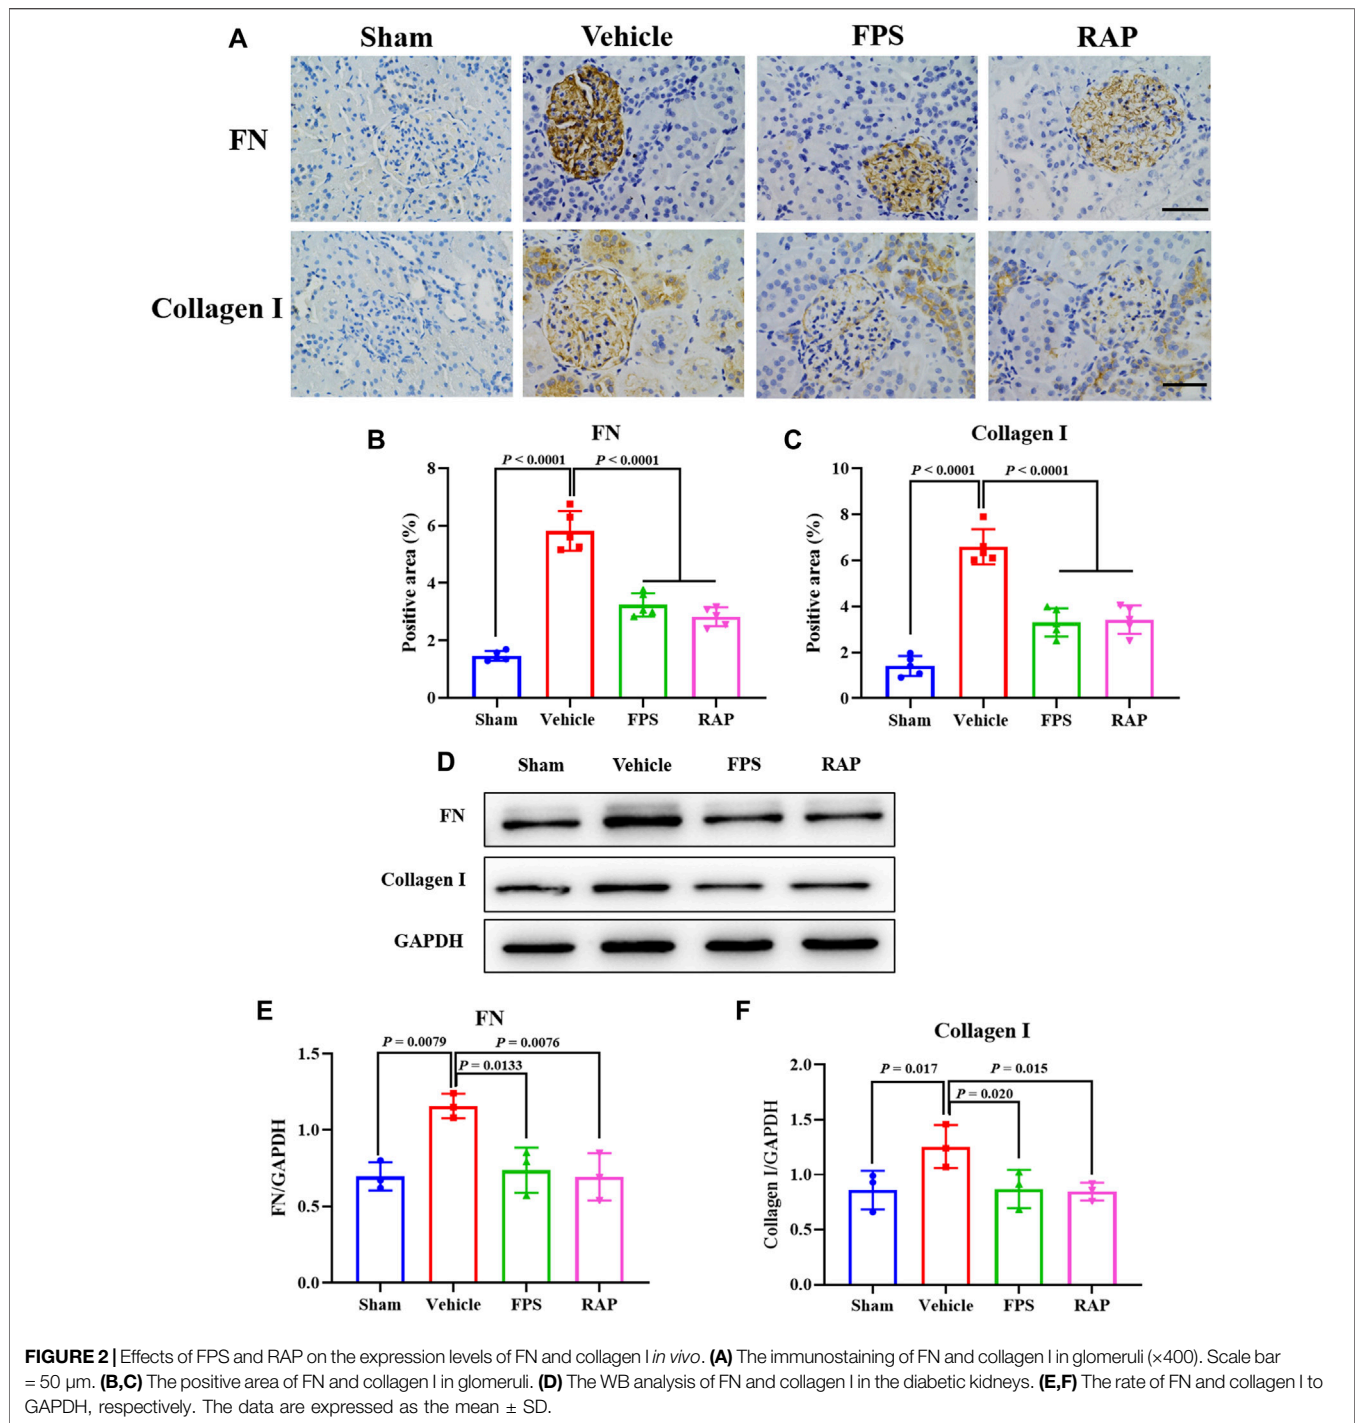 A
Sham Vehicle FPS RAP
FN
Collagen I
B
FN
P < 0.0001 P < 0.0001
Positive area (%)
8
6
4
2
0
Sham Vehicle FPS RAP
C
Collagen I
P < 0.0001 P < 0.0001
Positive area (%)
10
8
6
4
2
0
Sham Vehicle FPS RAP
D
Sham Vehicle FPS RAP
FN
Collagen I
GAPDH
E
FN
P = 0.0079 P = 0.0076
P = 0.0133
FN/GAPDH
1.5
1.0
0.5
0.0
Sham Vehicle FPS RAP
F
Collagen I
P = 0.017 P = 0.015
P = 0.020
Collagen I/GAPDH
2.0
1.5
1.0
0.5
0.0
Sham Vehicle FPS RAP
FIGURE 2 | Effects of FPS and RAP on the expression levels of FN and collagen I in vivo. (A) The immunostaining of FN and collagen I in glomeruli (×400). Scale bar
= 50 μm. (B,C) The positive area of FN and collagen I in glomeruli. (D) The WB analysis of FN and collagen I in the diabetic kidneys. (E,F) The rate of FN and collagen I to
GAPDH, respectively. The data are expressed as the mean ± SD.